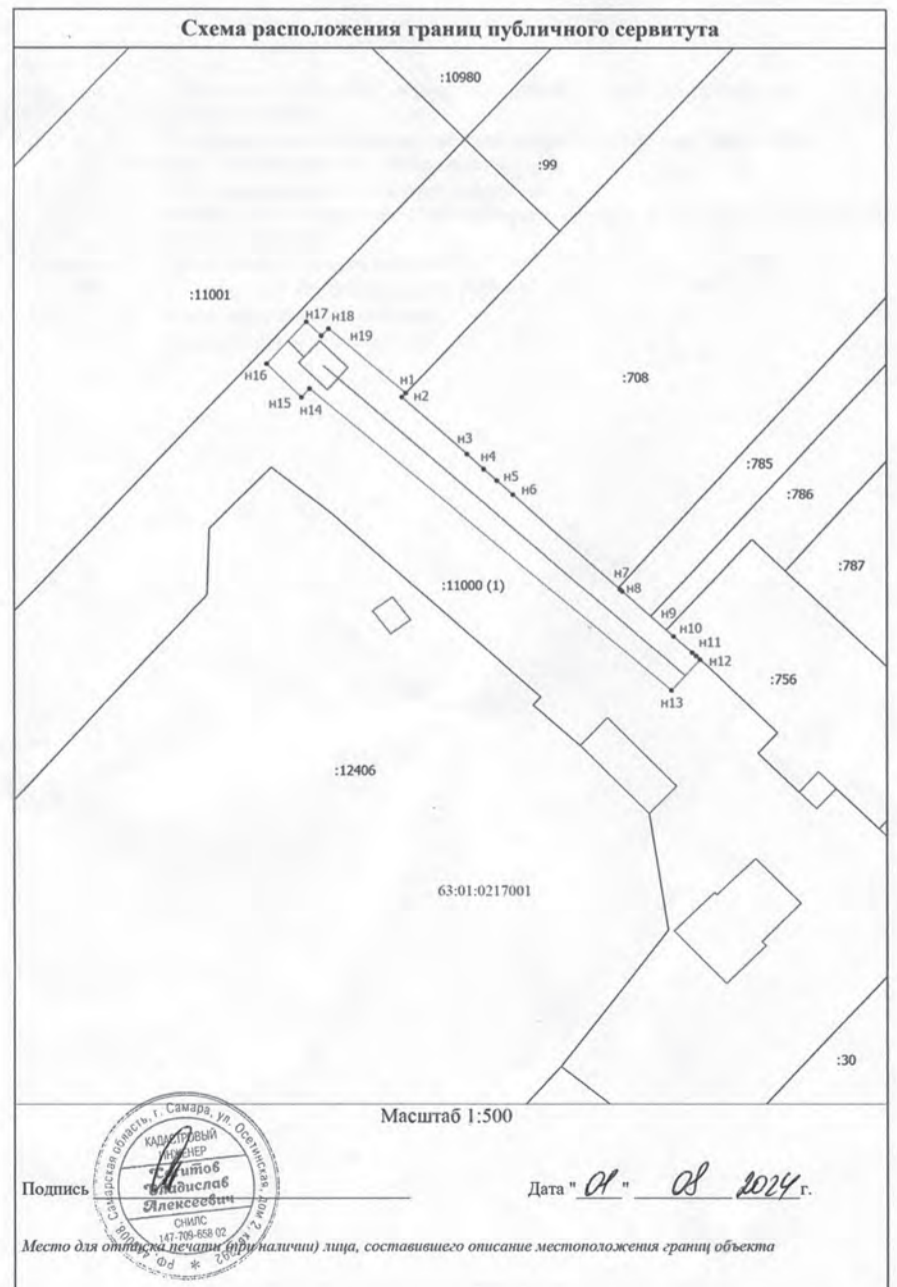 Схема расположения границ публичного сервитута
:10980
:99
:11001
н17
н18
н19
н16
н1
н2
:708
н15
н14
н3
н4
:785
н5
н6
:786
:787
н7
:11000 (1)
н8
н9
н10
н11
н12
:756
н13
:12406
63:01:0217001
:30
Масштаб 1:500
Самарская область, г. Самара, ул. Осетинская, дом 2,
РФ, 443008,
КАДАСТРОВЫЙ
ИНЖЕНЕР
Владислав
Алексеевич
СНИЛС
147-709-658 02
Подпись
Дата "01" 08 2024 г.
Место для оттиска печати (при наличии) лица, составившего описание местоположения границ объекта